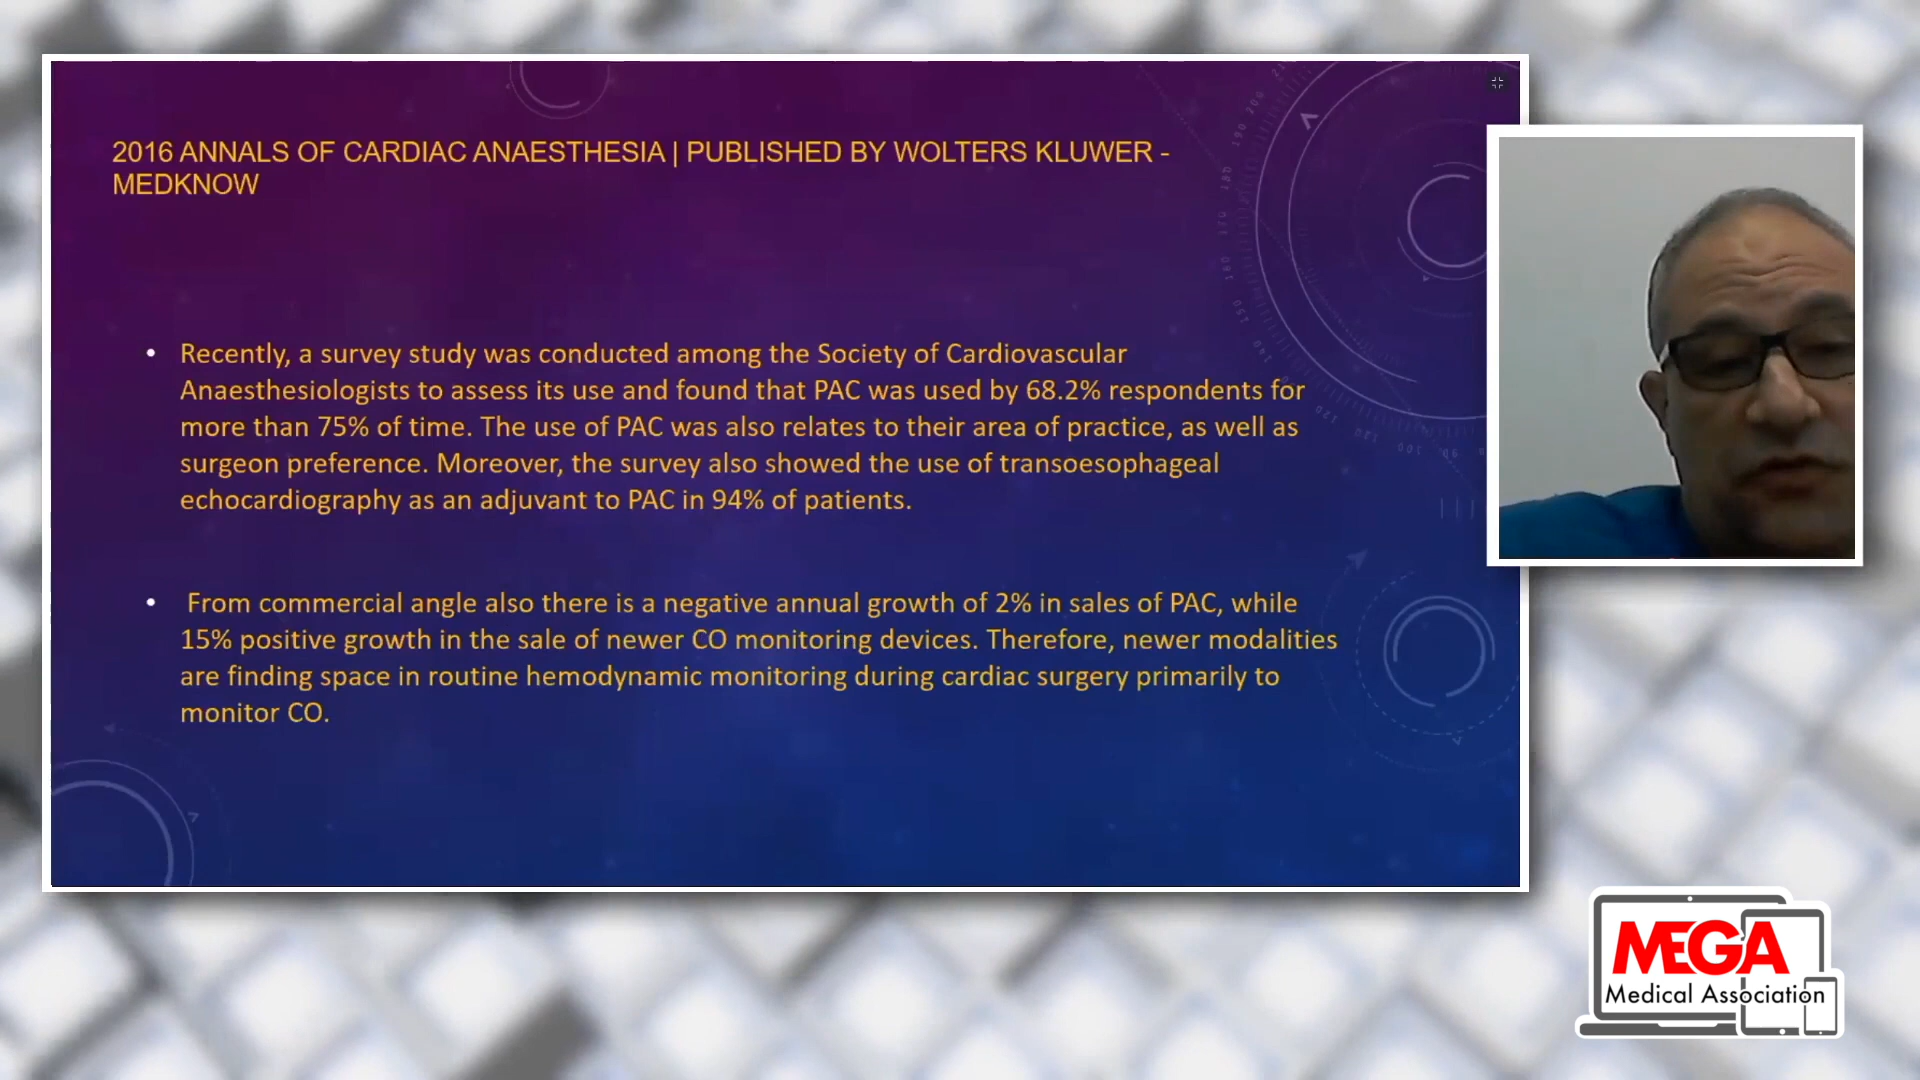 2016 ANNALS OF CARDIAC ANAESTHESIA | PUBLISHED BY WOLTERS KLUWER -
MEDKNOW
• Recently, a survey study was conducted among the Society of Cardiovascular
Anaesthesiologists to assess its use and found that PAC was used by 68.2% respondents for
more than 75% of time. The use of PAC was also relates to their area of practice, as well as
surgeon preference. Moreover, the survey also showed the use of transoesophageal
echocardiography as an adjuvant to PAC in 94% of patients.
• From commercial angle also there is a negative annual growth of 2% in sales of PAC, while
15% positive growth in the sale of newer CO monitoring devices. Therefore, newer modalities
are finding space in routine hemodynamic monitoring during cardiac surgery primarily to
monitor CO.
MEGA
Medical Association